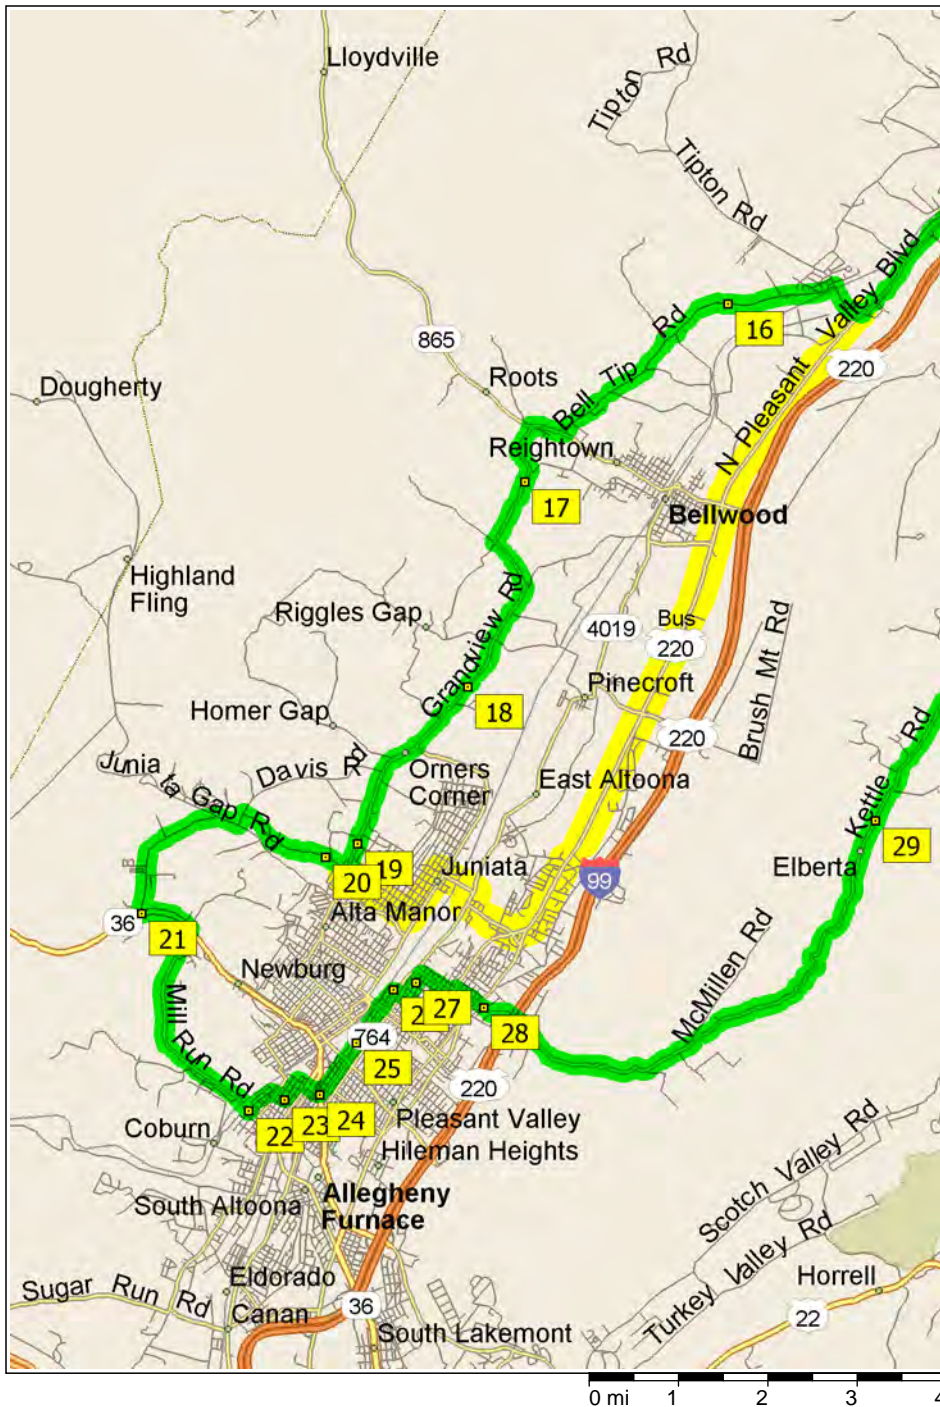 Lloydville
Tipton Rd
Tipton Rd
N Pleasant Valley Blvd
16
Bell Tip Rd
865
220
Roots
Dougherty
Reightown
17
Bellwood
Highland
Fling
Riggles Gap
4019
Bus
220
Brush Mt Rd
Grandview Rd
Pinecroft
18
Homer Gap
220
Kettle Rd
Davis Rd
Orners
Corner
East Altoona
Juniata Gap Rd
19
20
Juniata
99
Elberta
29
36
21
Alta Manor
McMillen Rd
Newburg
27
28
764
25
Mill Run Rd
220
22
23
24
Pleasant Valley
Coburn
Hileman Heights
Scotch Valley Rd
South Altoona
Allegheny
Furnace
Turkey Valley Rd
Eldorado
Horrell
Sugar Run Rd
Canan
36
22
South Lakemont
0 mi 1 2 3 4